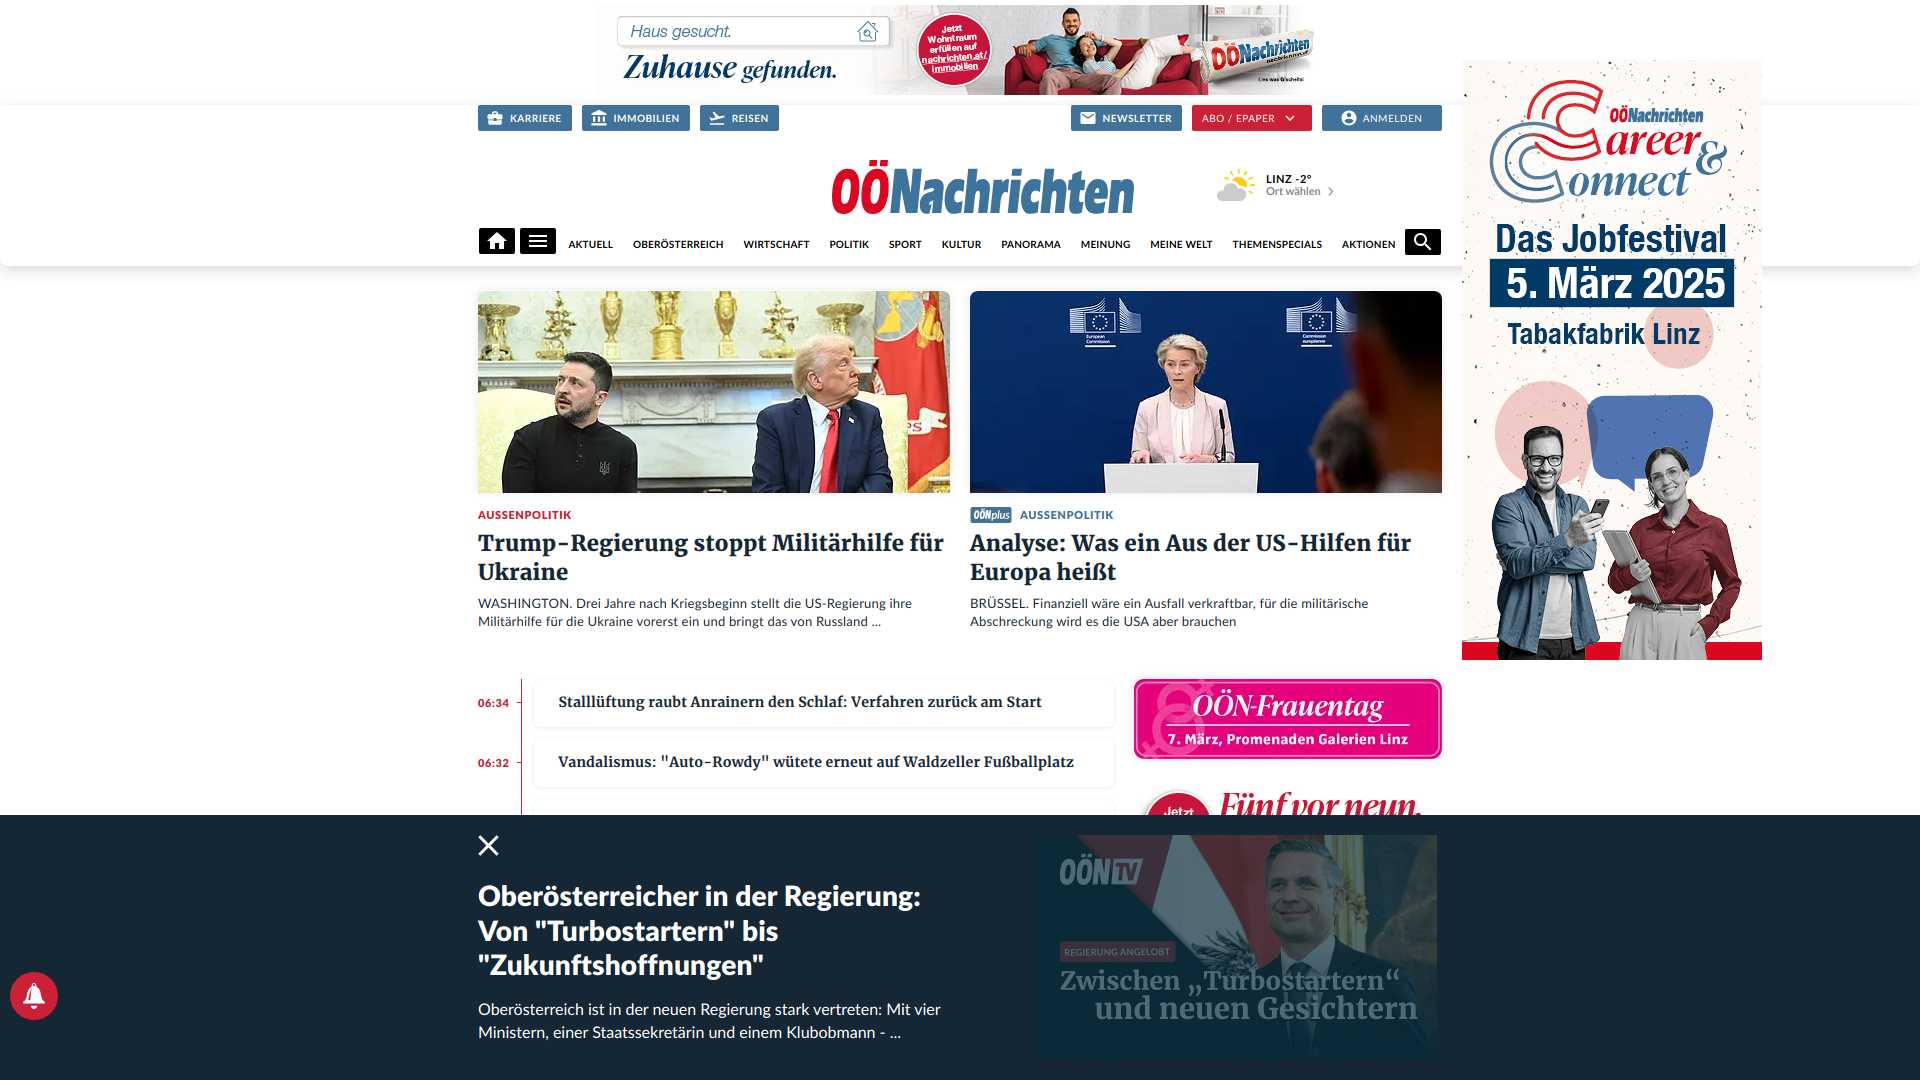 Haus gesucht.
Zuhause gefunden.
Jetzt
Wohntraum
erfüllen auf
nachrichten.at/
immobilien
OÖNachrichten
Lies was G'scheits!
KARRIERE
IMMOBILIEN
REISEN
NEWSLETTER
ABO / EPAPER
ANMELDEN
OÖNachrichten
LINZ -2°
Ort wählen
AKTUELL
OBERÖSTERREICH
WIRTSCHAFT
POLITIK
SPORT
KULTUR
PANORAMA
MEINUNG
MEINE WELT
THEMENSPECIALS
AKTIONEN
OÖNachrichten
Career &
Connect
Das Jobfestival
5. März 2025
Tabakfabrik Linz
European
Commission
Commission
européenne
AUSSENPOLITIK
Trump-Regierung stoppt Militärhilfe für
Ukraine
WASHINGTON. Drei Jahre nach Kriegsbeginn stellt die US-Regierung ihre
Militärhilfe für die Ukraine vorerst ein und bringt das von Russland ...
OÖNplus AUSSENPOLITIK
Analyse: Was ein Aus der US-Hilfen für
Europa heißt
BRÜSSEL. Finanziell wäre ein Ausfall verkraftbar, für die militärische
Abschreckung wird es die USA aber brauchen
06:34
Stalllüftung raubt Anrainern den Schlaf: Verfahren zurück am Start
06:32
Vandalismus: "Auto-Rowdy" wütete erneut auf Waldzeller Fußballplatz
OÖN-Frauentag
7. März, Promenaden Galerien Linz
Jetzt
Fünf vor neun.
Oberösterreicher in der Regierung:
Von "Turbostartern" bis
"Zukunftshoffnungen"
Oberösterreich ist in der neuen Regierung stark vertreten: Mit vier
Ministern, einer Staatssekretärin und einem Klubobmann - ...
OÖN TV
REGIERUNG ANGELOBT
Zwischen „Turbostartern“
und neuen Gesichtern